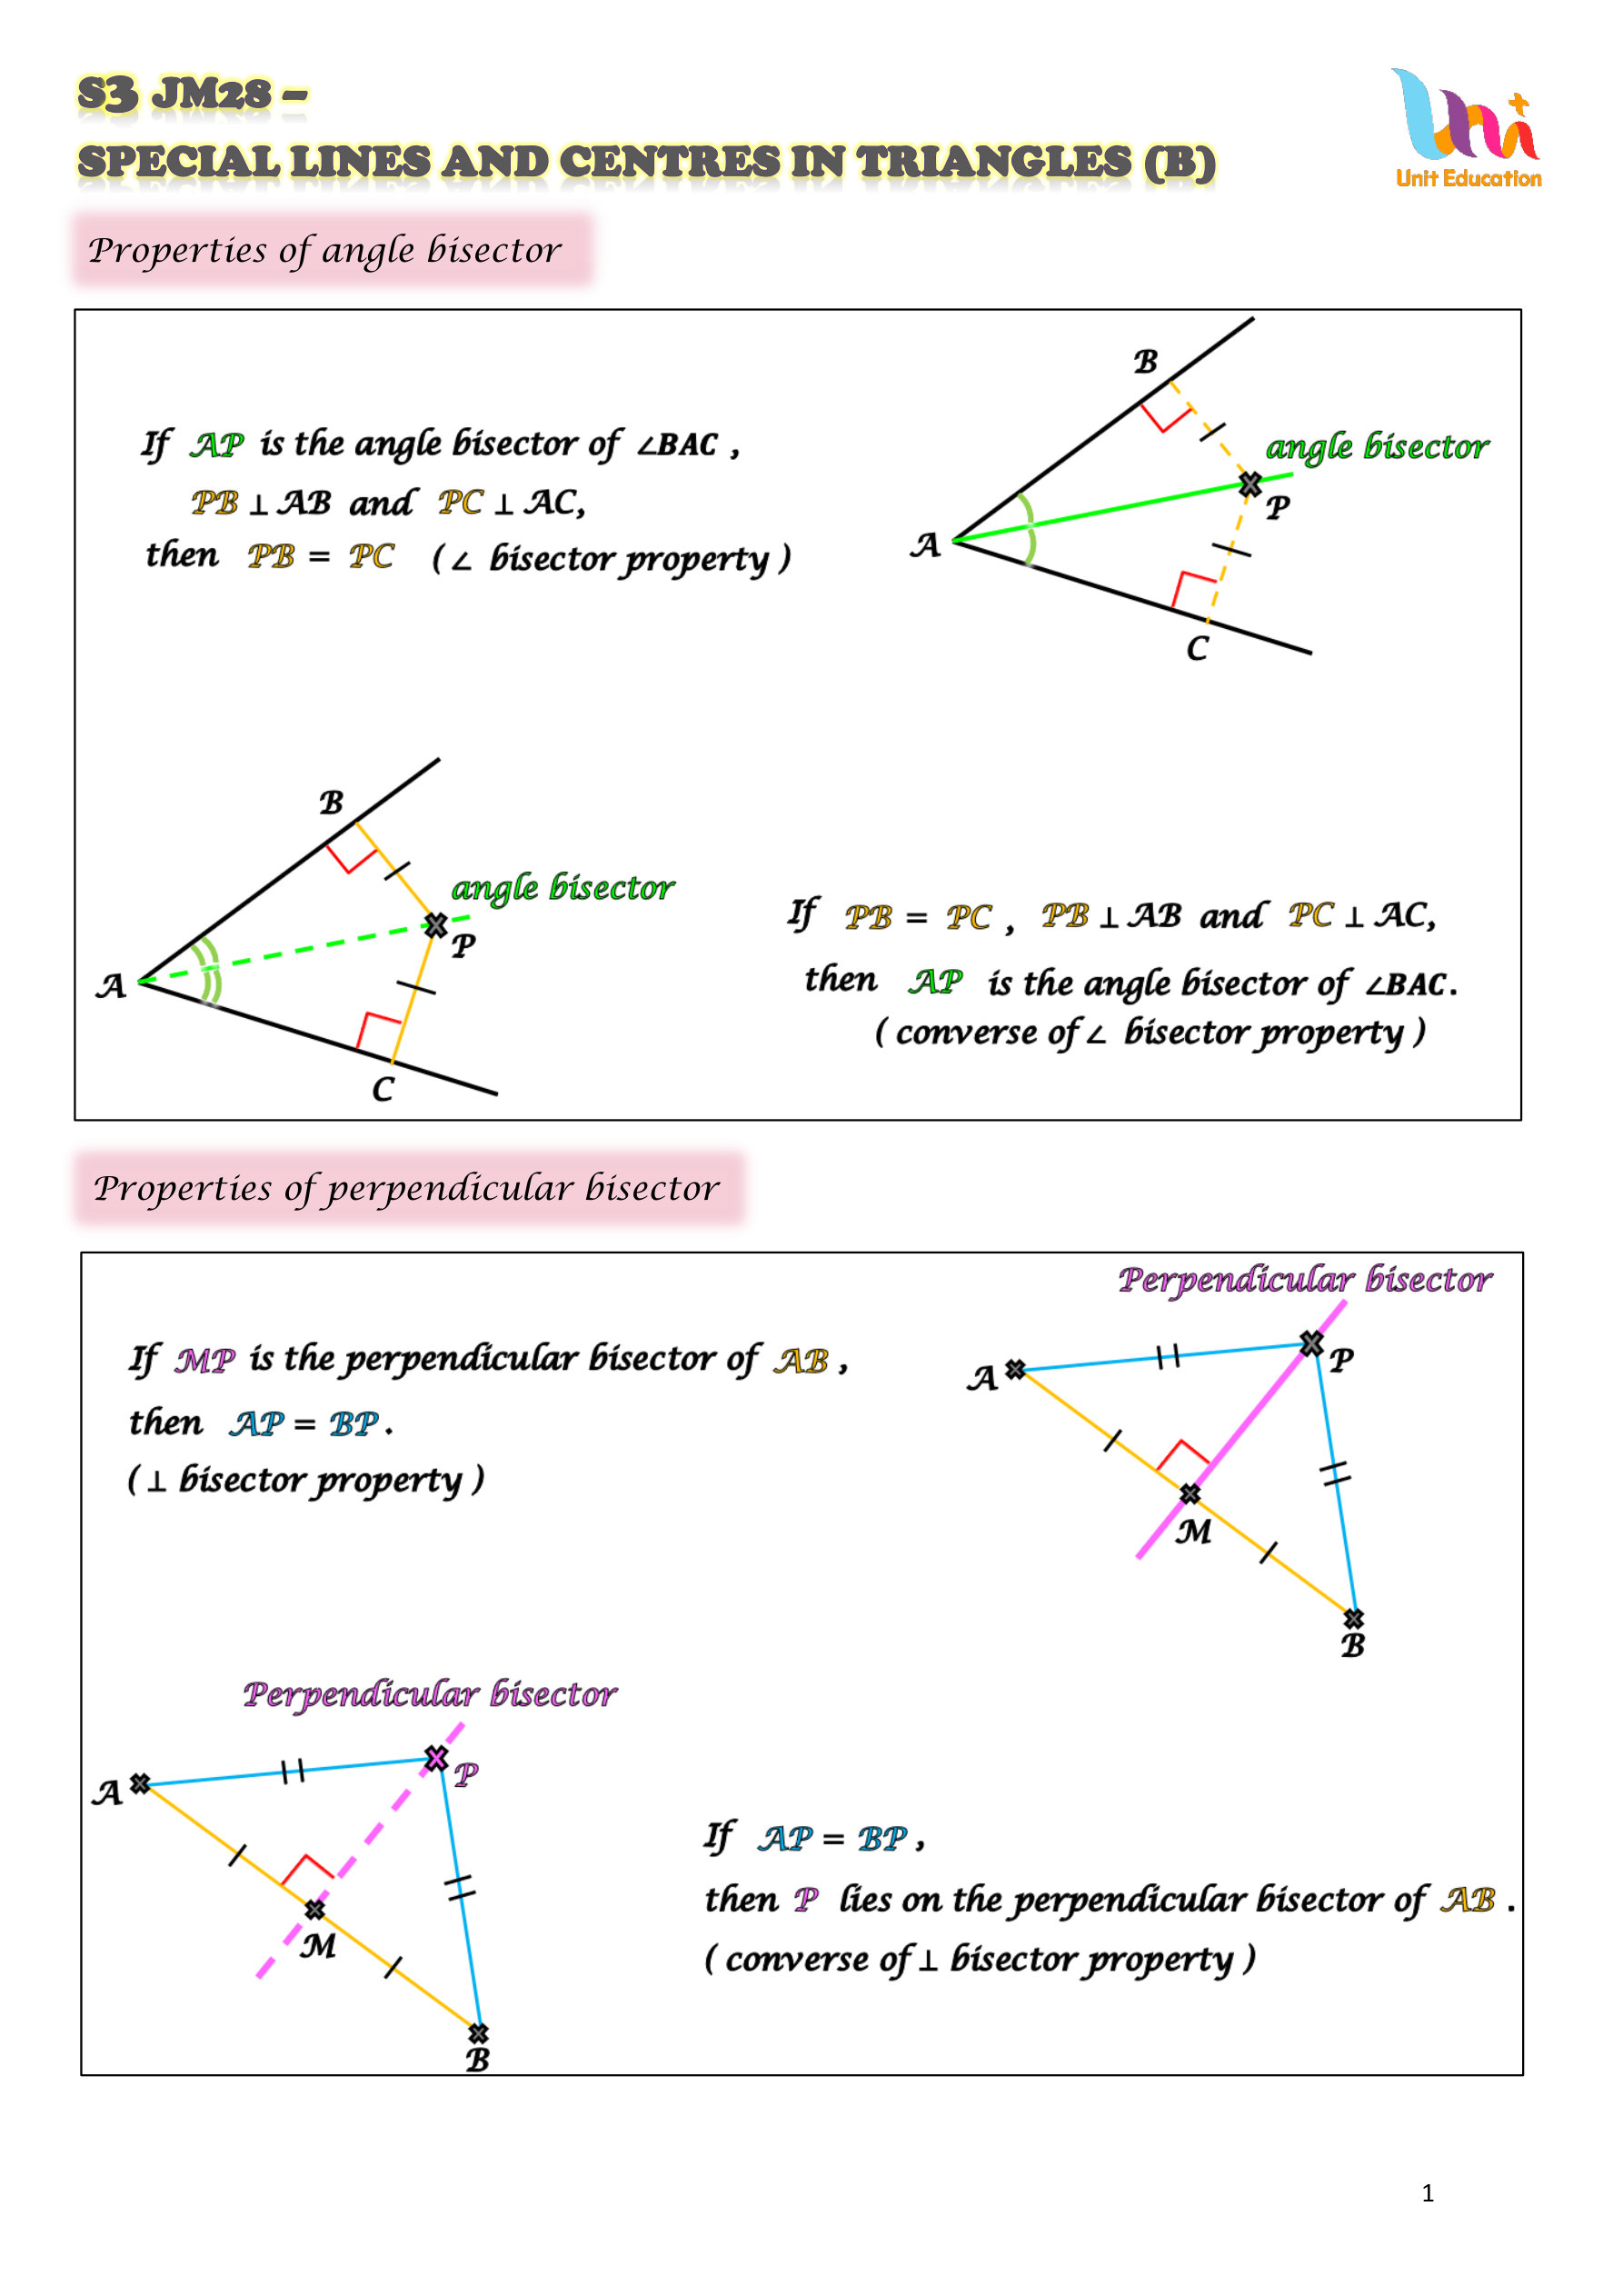 S3 JM28 –
SPECIAL LINES AND CENTRES IN TRIANGLES (B)
Unit Education
Properties of angle bisector
If AP is the angle bisector of ∠BAC ,
PB ⊥ AB and PC ⊥ AC,
then PB = PC ( ∠ bisector property )
B
angle bisector
P
A
C
B
angle bisector
P
A
C
If PB = PC , PB ⊥ AB and PC ⊥ AC,
then AP is the angle bisector of ∠BAC.
( converse of ∠ bisector property )
Properties of perpendicular bisector
Perpendicular bisector
If MP is the perpendicular bisector of AB ,
then AP = BP .
( ⊥ bisector property )
A
P
M
B
Perpendicular bisector
A
P
M
B
If AP = BP ,
then P lies on the perpendicular bisector of AB .
( converse of ⊥ bisector property )
1